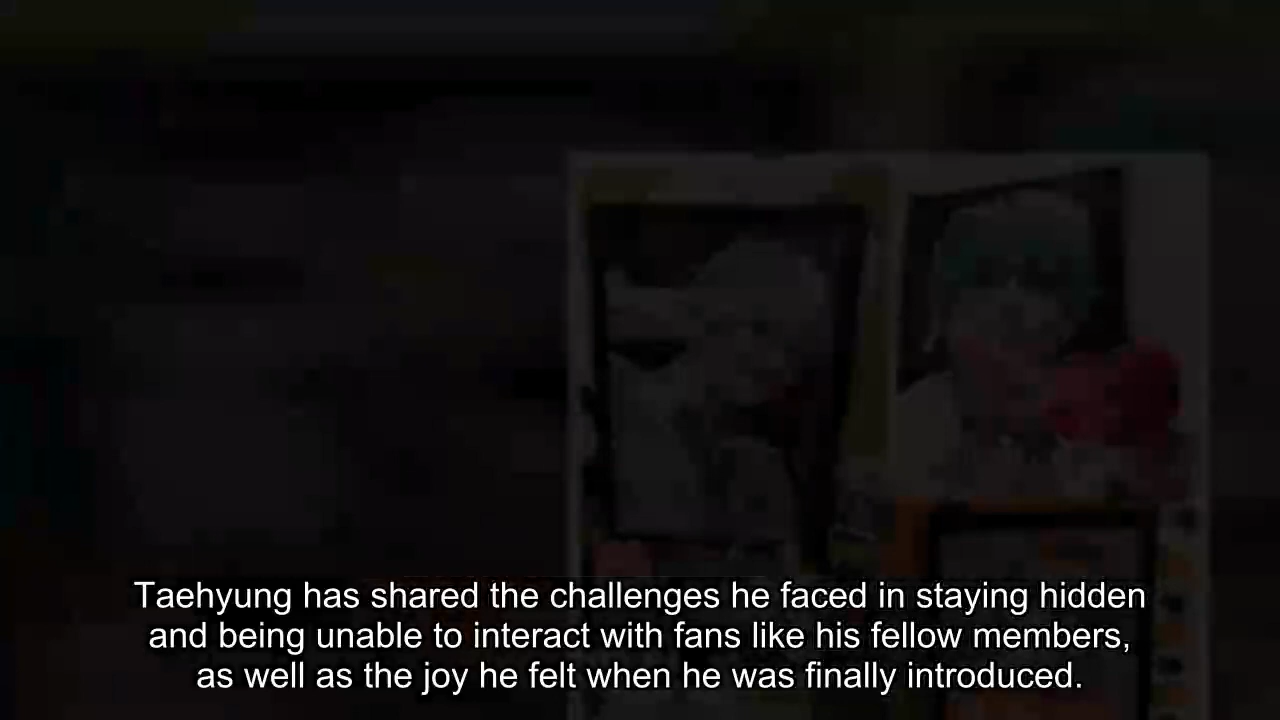 Taehyung has shared the challenges he faced in staying hidden
and being unable to interact with fans like his fellow members,
as well as the joy he felt when he was finally introduced.